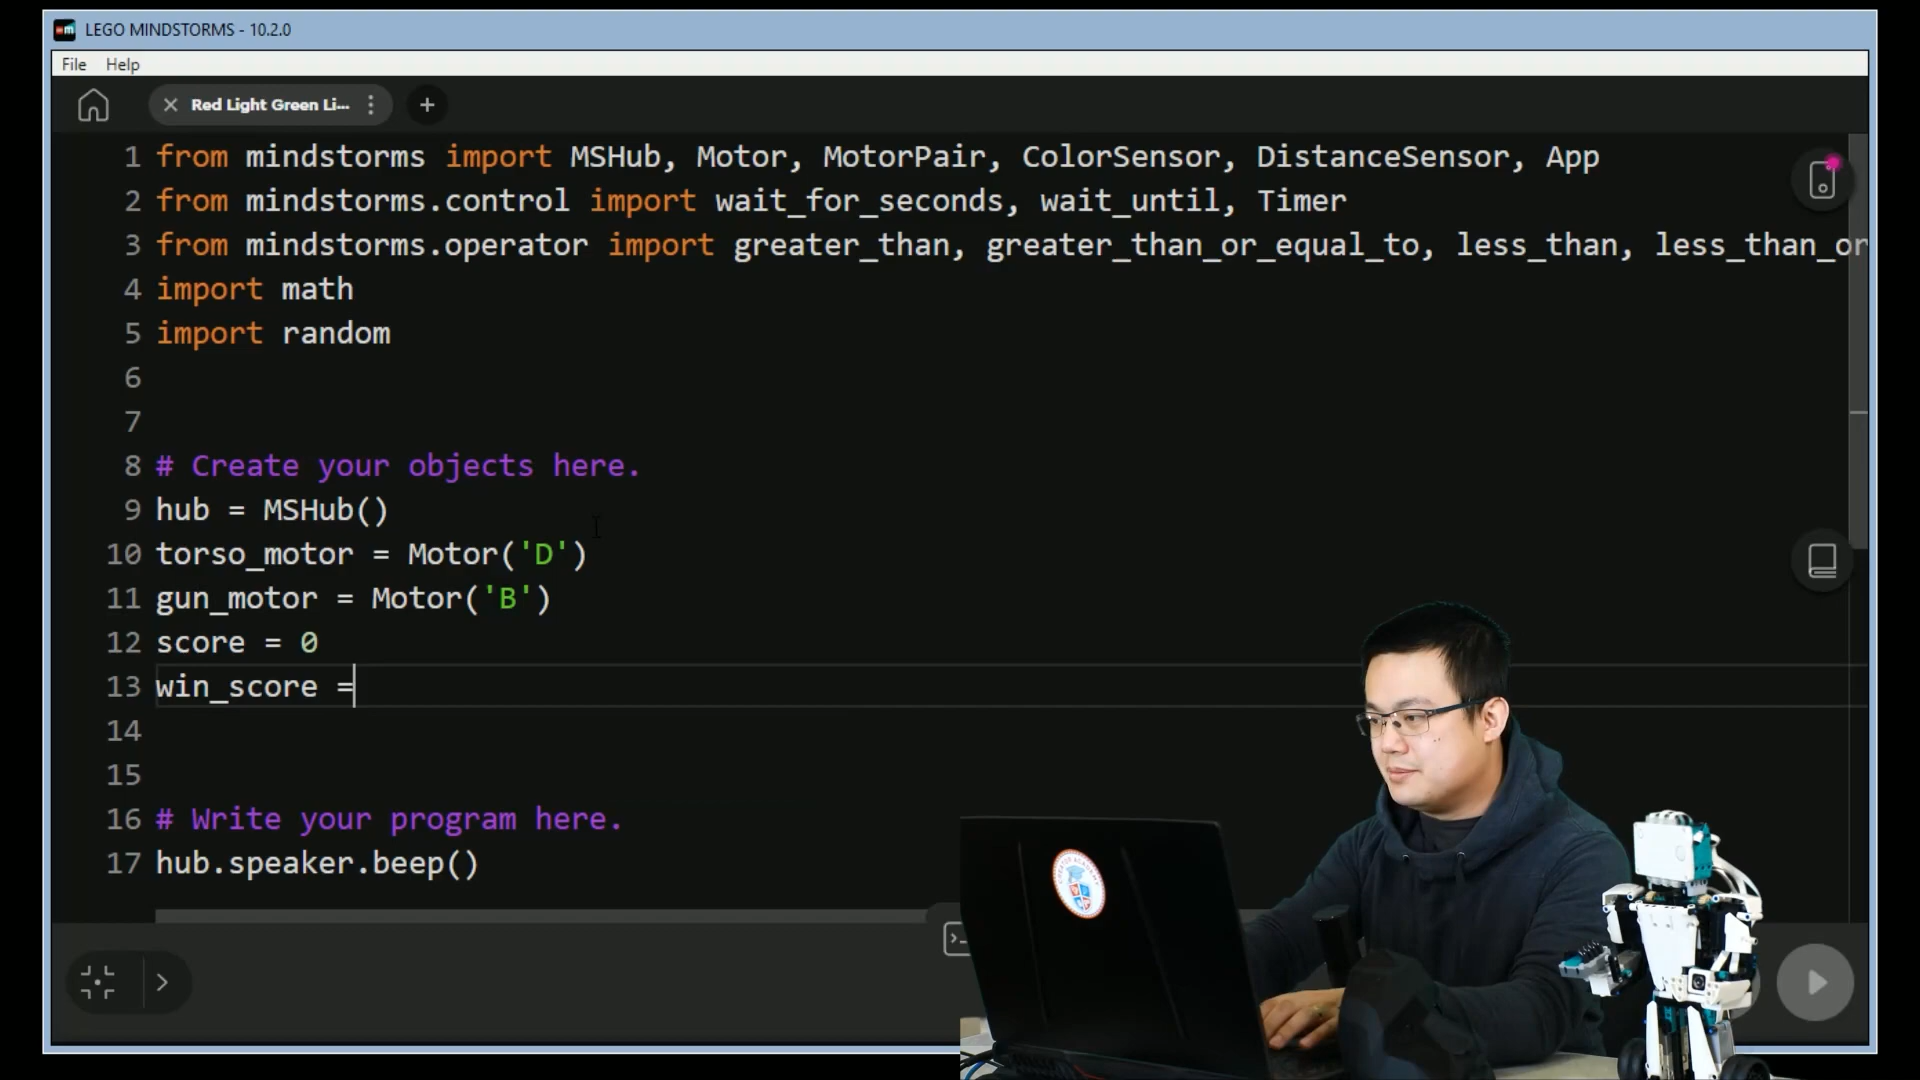 LEGO MINDSTORMS - 10.2.0
File Help
Red Light Green Li...
1 from mindstorms import MSHub, Motor, MotorPair, ColorSensor, DistanceSensor, App
2 from mindstorms.control import wait_for_seconds, wait_until, Timer
3 from mindstorms.operator import greater_than, greater_than_or_equal_to, less_than, less_than_or
4 import math
5 import random
6
7
8 # Create your objects here.
9 hub = MSHub()
10 torso_motor = Motor('D')
11 gun_motor = Motor('B')
12 score = 0
13 win_score =
14
15
16 # Write your program here.
17 hub.speaker.beep()